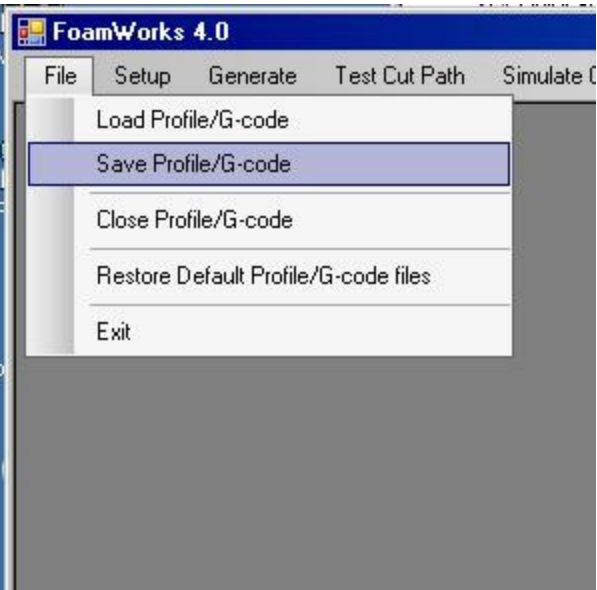 FoamWorks 4.0
File Setup Generate Test Cut Path Simulate
Load Profile/G-code
Save Profile/G-code
Close Profile/G-code
Restore Default Profile/G-code files
Exit